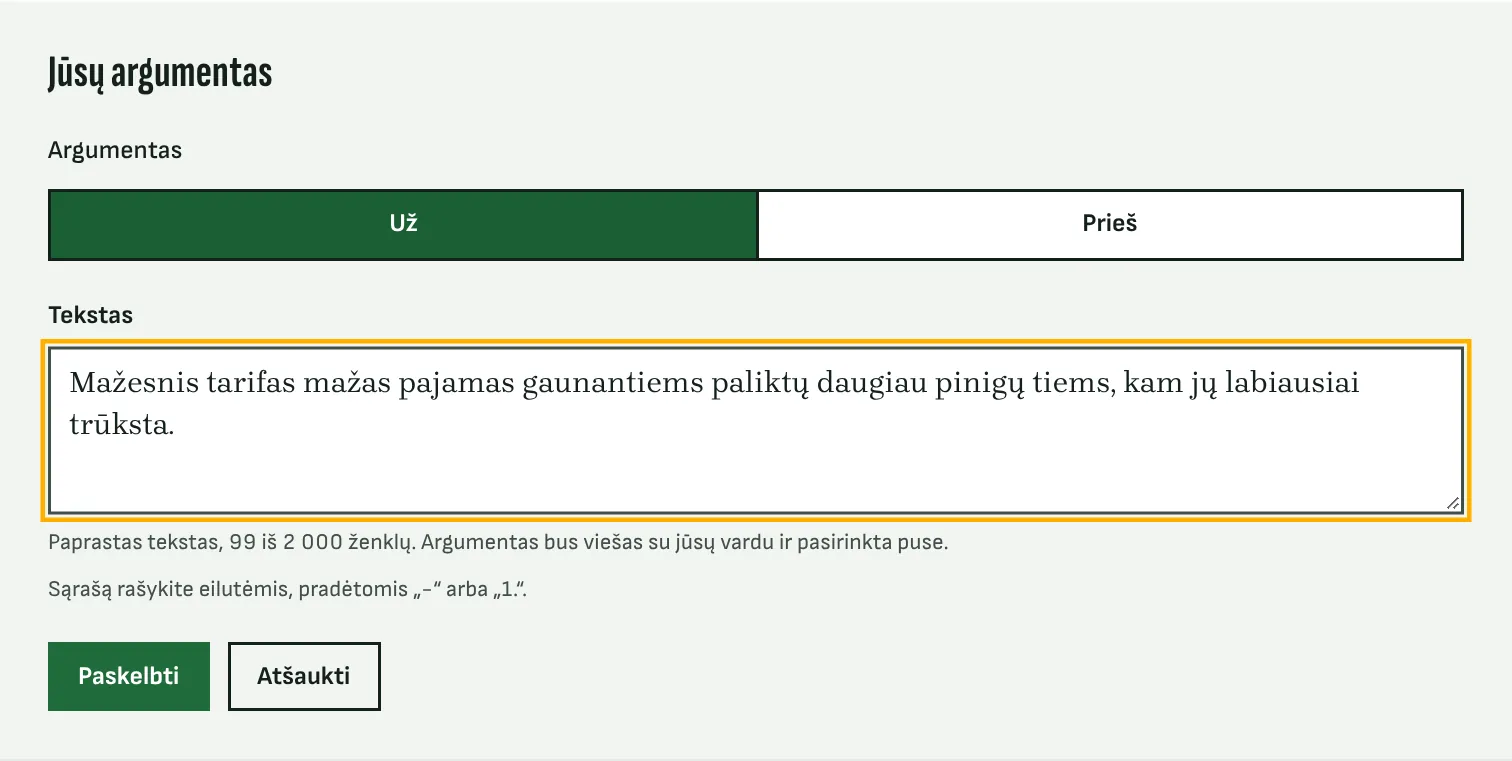 Jūsų argumentas
Argumentas
Už
Prieš
Tekstas
Mažesnis tarifas mažas pajamas gaunantiems paliktų daugiau pinigų tiems, kam jų labiausiai
trūksta.
Paprastas tekstas, 99 iš 2 000 ženklų. Argumentas bus viešas su jūsų vardu ir pasirinkta puse.
Sąrašą rašykite eilutėmis, pradėtomis „-“ arba „1.“.
Paskelbti
Atšaukti